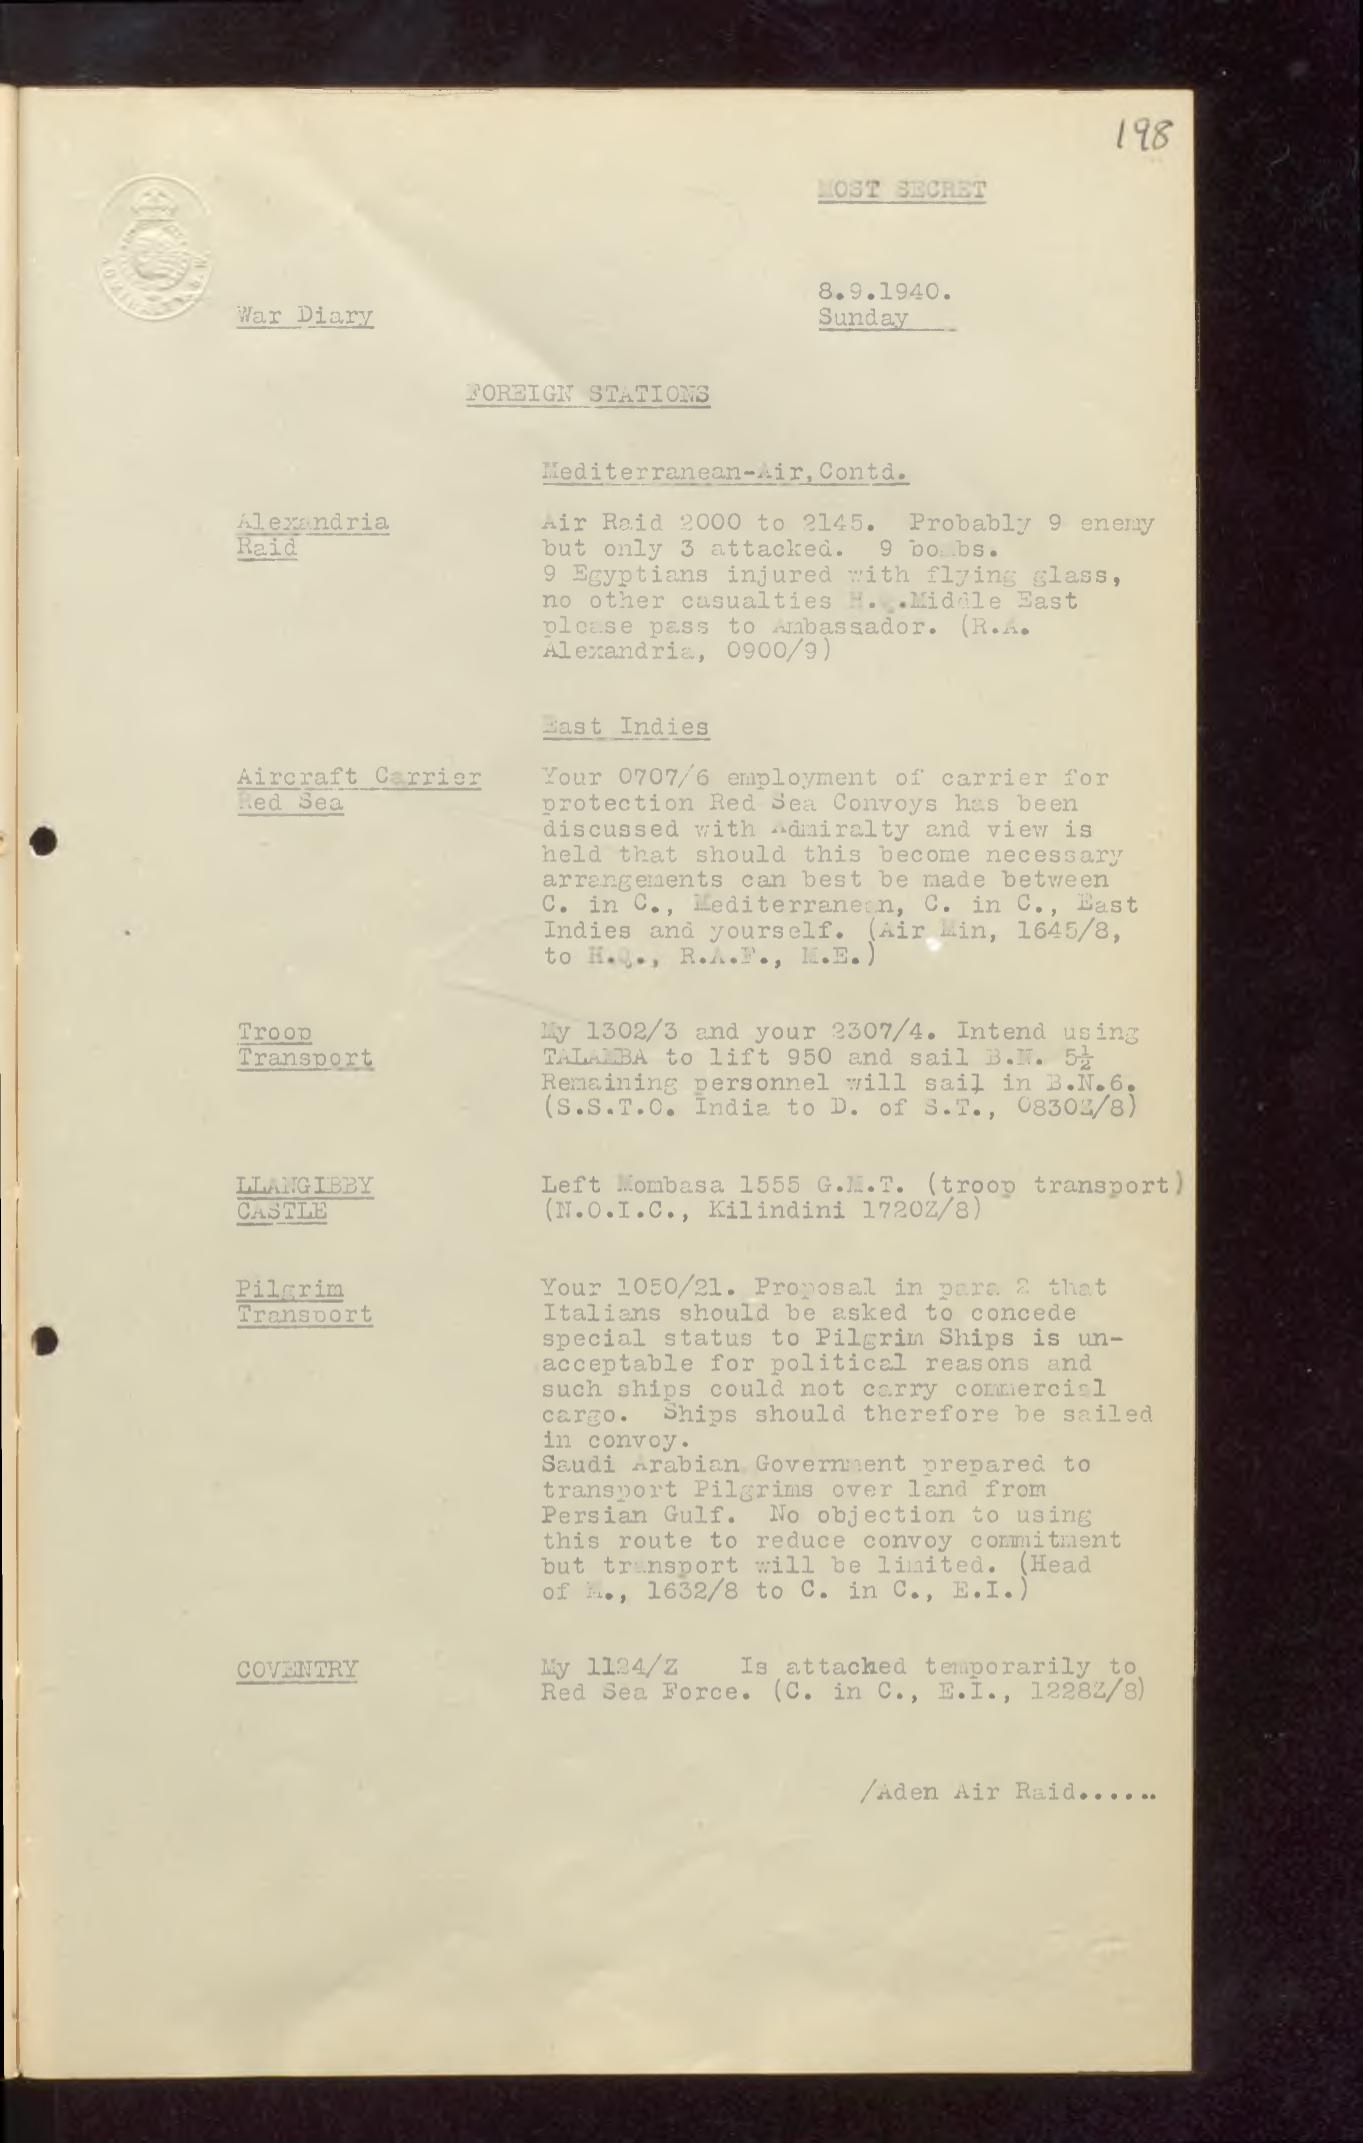 198
MOST SECRET
8.9.1940.
War Diary
Sunday
FOREIGN STATIONS
Mediterranean-Air,Contd.
Alexandria
Raid
Air Raid 2000 to 2145. Probably 9 enemy
but only 3 attacked. 9 bombs.
9 Egyptians injured with flying glass,
no other casualties H.Q.Middle East
please pass to Ambassador. (R.A.
Alexandria, 0900/9)
East Indies
Aircraft Carrier
Red Sea
Your 0707/6 employment of carrier for
protection Red Sea Convoys has been
discussed with Admiralty and view is
held that should this become necessary
arrangements can best be made between
C. in C., Mediterranean, C. in C., East
Indies and yourself. (Air Min, 1645/8,
to H.Q., R.A.F., M.E.)
Troop
Transport
My 1302/3 and your 2307/4. Intend using
TALAMBA to lift 950 and sail B.N. 5½
Remaining personnel will sail in B.N.6.
(S.S.T.O. India to D. of S.T., 0830Z/8)
LLANGIBBY
CASTLE
Left Mombasa 1555 G.M.T. (troop transport)
(N.O.I.C., Kilindini 1720Z/8)
Pilgrim
Transport
Your 1050/21. Proposal in para 2 that
Italians should be asked to concede
special status to Pilgrim Ships is un-
acceptable for political reasons and
such ships could not carry commercial
cargo. Ships should therefore be sailed
in convoy.
Saudi Arabian Government prepared to
transport Pilgrims over land from
Persian Gulf. No objection to using
this route to reduce convoy commitment
but transport will be limited. (Head
of M., 1632/8 to C. in C., E.I.)
COVENTRY
My 1124/Z Is attached temporarily to
Red Sea Force. (C. in C., E.I., 1228Z/8)
/Aden Air Raid......